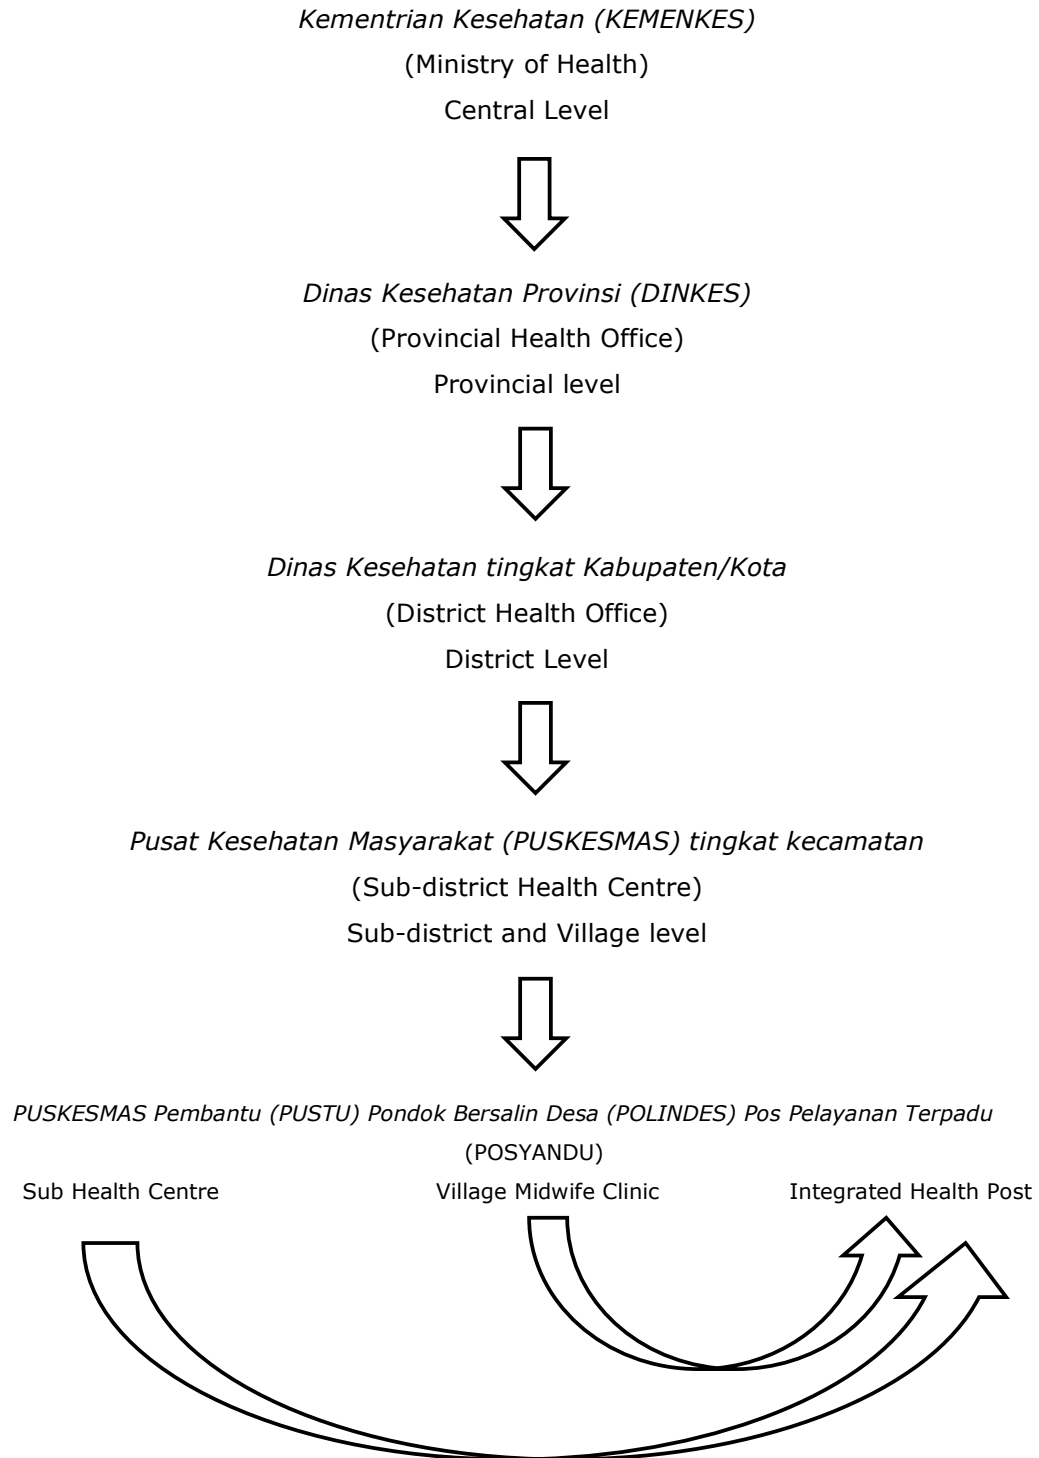 Kementrian Kesehatan (KEMENKES)
(Ministry of Health)
Central Level
Dinas Kesehatan Provinsi (DINKES)
(Provincial Health Office)
Provincial level
Dinas Kesehatan tingkat Kabupaten/Kota
(District Health Office)
District Level
Pusat Kesehatan Masyarakat (PUSKESMAS) tingkat kecamatan
(Sub-district Health Centre)
Sub-district and Village level
PUSKESMAS Pembantu (PUSTU) Pondok Bersalin Desa (POLINDES) Pos Pelayanan Terpadu
(POSYANDU)
Sub Health Centre Village Midwife Clinic Integrated Health Post